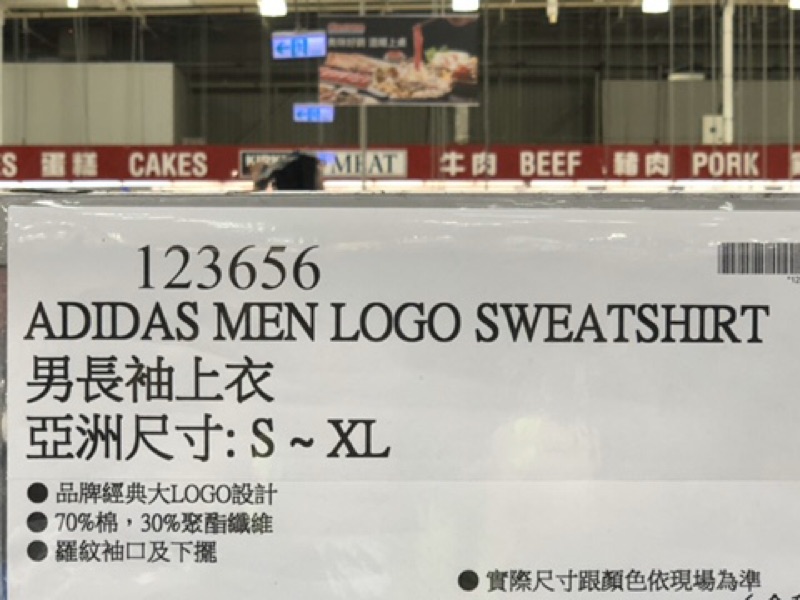 蛋糕 CAKES
MEAT
牛肉 BEEF
豬肉 PORK
123656
ADIDAS MEN LOGO SWEATSHIRT
男長袖上衣
亞洲尺寸: S ~ XL
● 品牌經典大LOGO設計
● 70%棉，30%聚酯纖維
● 羅紋袖口及下擺
● 實際尺寸跟顏色依現場為準